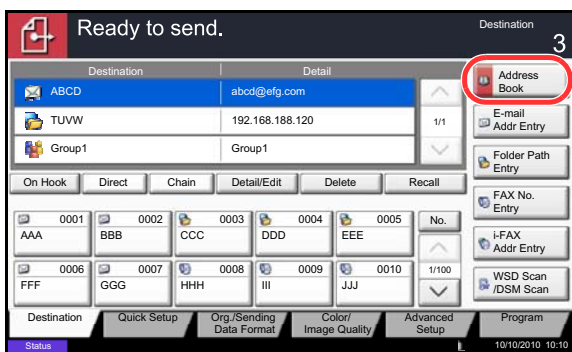 Ready to send.
Destination
3
Destination Detail
ABCD abcd@efg.com
TUVW 192.168.188.120
1/1
Group1 Group1
Address
Book
E-mail
Addr Entry
Folder Path
Entry
FAX No.
Entry
i-FAX
Addr Entry
WSD Scan
/DSM Scan
On Hook Direct Chain Detail/Edit Delete Recall
0001 0002 0003 0004 0005 No.
AAA BBB CCC DDD EEE
0006 0007 0008 0009 0010 1/100
FFF GGG HHH III JJJ
Destination Quick Setup Org./Sending
Data Format Color/
Image Quality Advanced
Setup Program
Status 10/10/2010 10:10